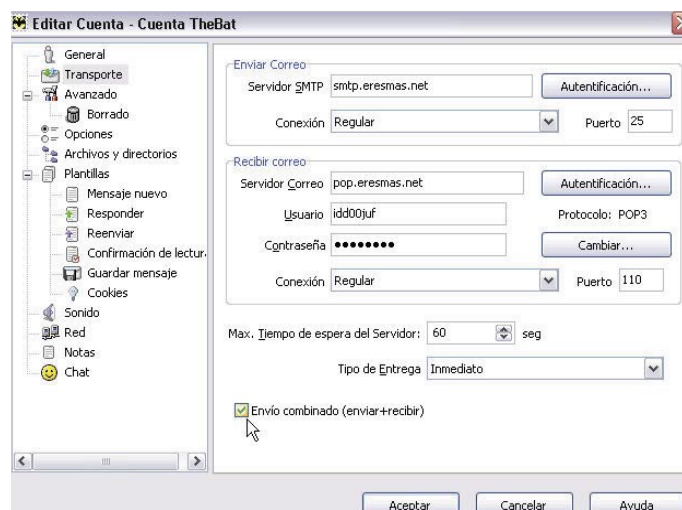 Editar Cuenta - Cuenta TheBat
General
Transporte
Avanzado
Borrado
Opciones
Archivos y directorios
Plantillas
Mensaje nuevo
Responder
Reenviar
Confirmación de lectur
Guardar mensaje
Cookies
Sonido
Red
Notas
Chat
Enviar Correo
Servidor SMTP smtp.eresmas.net Autentificación...
Conexión Regular Puerto 25
Recibir correo
Servidor Correo pop.eresmas.net Autentificación...
Usuario idd00juf Protocolo: POP3
Contraseña ●●●●●●●● Cambiar...
Conexión Regular Puerto 110
Max. Tiempo de espera del Servidor: 60 seg
Tipo de Entrega Inmediato
Envío combinado (enviar+recibir)
Aceptar Cancelar Ayuda